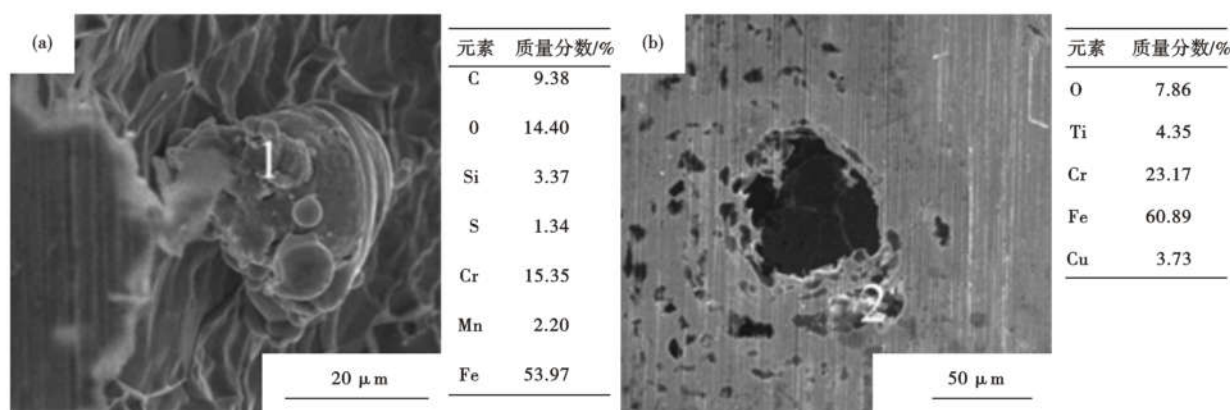 (a)
1
20 μm
元素 质量分数/%
C 9.38
O 14.40
Si 3.37
S 1.34
Cr 15.35
Mn 2.20
Fe 53.97
(b)
2
50 μm
元素 质量分数/%
O 7.86
Ti 4.35
Cr 23.17
Fe 60.89
Cu 3.73